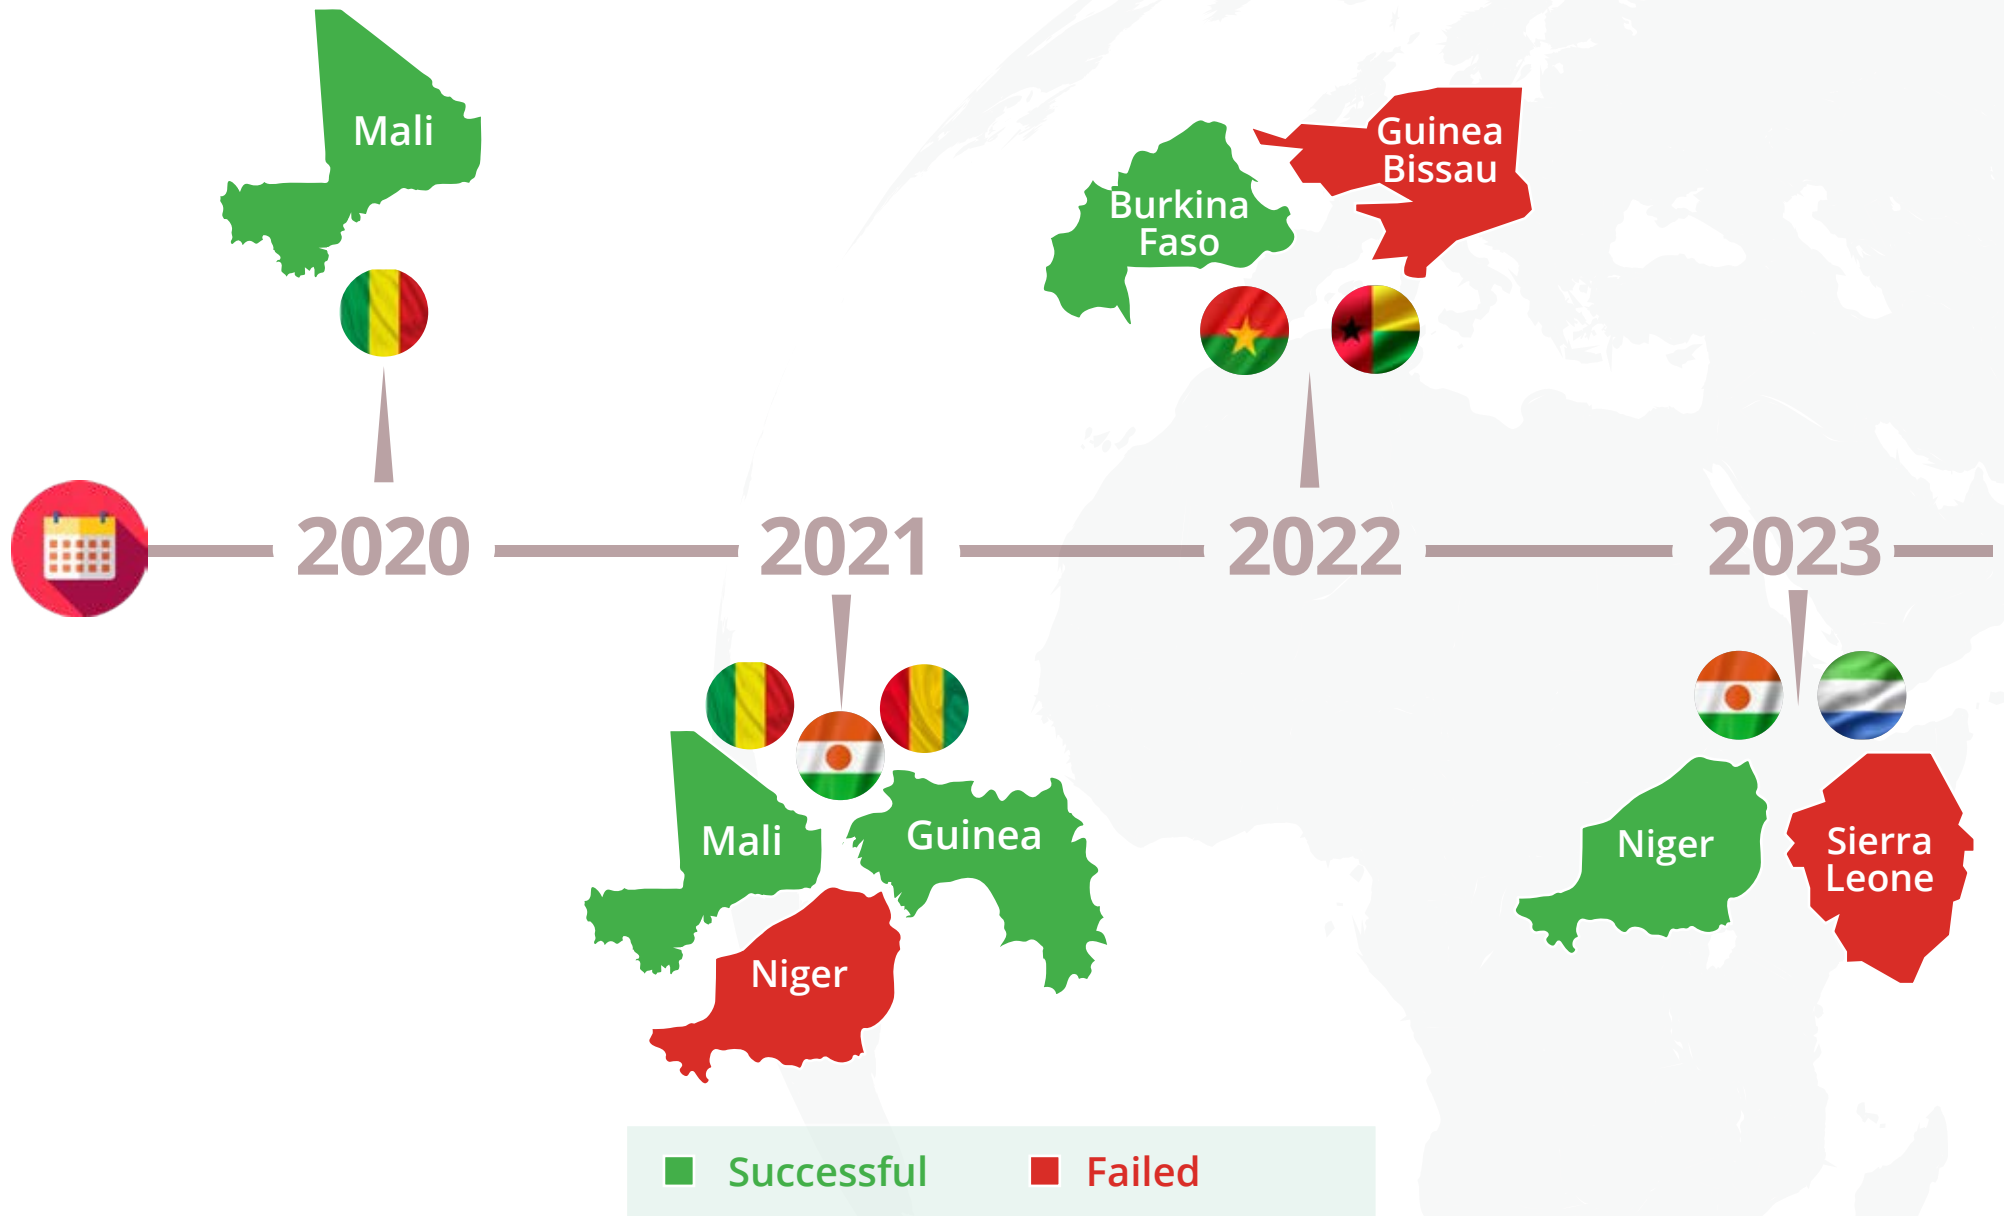 Mali
Guinea
Bissau
Burkina
Faso
2020
2021
2022
2023
Mali
Guinea
Niger
Niger
Sierra
Leone
Successful
Failed